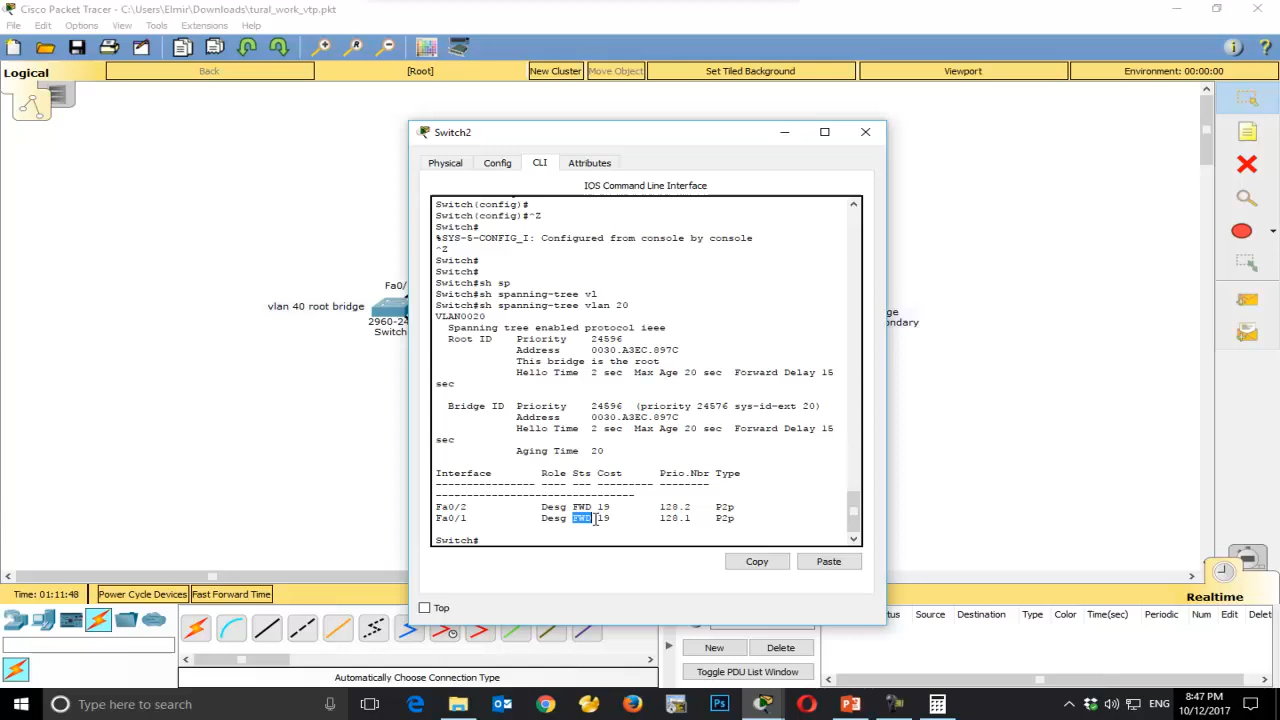 Cisco Packet Tracer - C:\Users\Elmir\Downloads\tural_work_vtp.pkt
File Edit Options View Tools Extensions Help
Logical Back [Root] New Cluster Move Object Set Tiled Background Viewport Environment: 00:00:00
Switch2
Physical Config CLI Attributes
IOS Command Line Interface
Switch(config)#
Switch(config)#^Z
Switch#
%SYS-5-CONFIG_I: Configured from console by console
^Z
Switch#
Switch#
Switch#sh sp
Switch#sh spanning-tree vl
Switch#sh spanning-tree vlan 20
VLAN0020
Spanning tree enabled protocol ieee
Root ID Priority 24596
Address 0030.A3EC.897C
This bridge is the root
Hello Time 2 sec Max Age 20 sec Forward Delay 15
sec
Bridge ID Priority 24596 (priority 24576 sys-id-ext 20)
Address 0030.A3EC.897C
Hello Time 2 sec Max Age 20 sec Forward Delay 15
sec
Aging Time 20
Interface Role Sts Cost Prio.Nbr Type
---------------- ---- --- --------- --------
--------------------------------
Fa0/2 Desg FWD 19 128.2 P2p
Fa0/1 Desg FWD 19 128.1 P2p
Switch#
Copy Paste
Top
Fa0/
vlan 40 root bridge
2960-24
Switch
ge
ondary
Time: 01:11:48 Power Cycle Devices Fast Forward Time
Realtime
Automatically Choose Connection Type
New Delete
Toggle PDU List Window
tus Source Destination Type Color Time(sec) Periodic Num Edit Delet
Type here to search
8:47 PM
10/12/2017